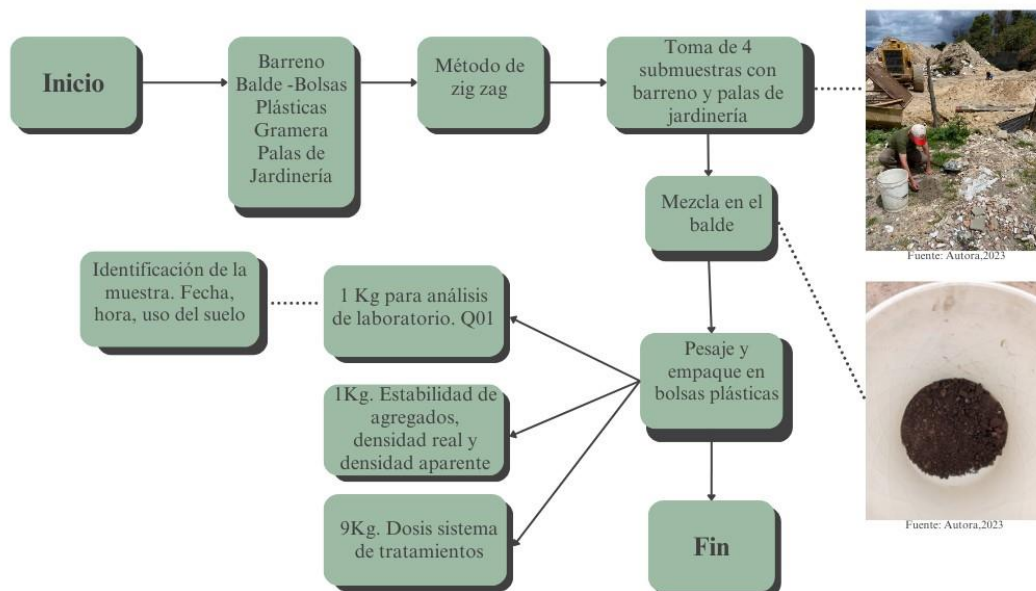 Inicio
Barreno
Balde -Bolsas
Plásticas
Gramera
Palas de
Jardinería
Método de
zig zag
Toma de 4
submuestras con
barreno y palas de
jardinería
Fuente: Autora,2023
Mezcla en el
balde
Identificación de la
muestra. Fecha,
hora, uso del suelo
1 Kg para análisis
de laboratorio. Q01
Pesaje y
empaque en
bolsas plásticas
1Kg. Estabilidad de
agregados,
densidad real y
densidad aparente
9Kg. Dosis sistema
de tratamientos
Fin
Fuente: Autora,2023